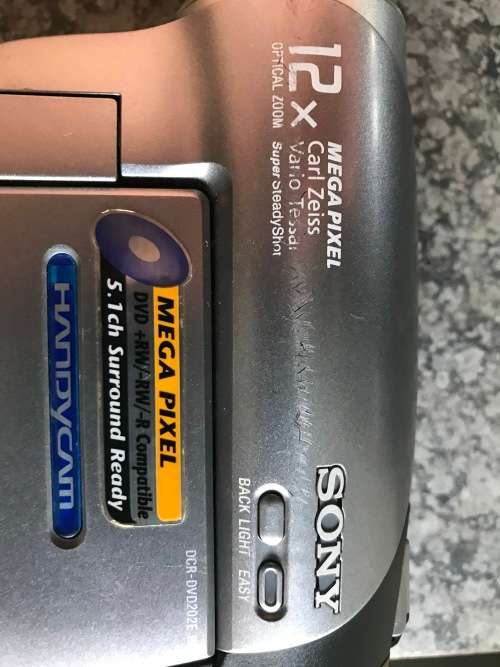 12x
OPTICAL ZOOM
MEGA PIXEL
Carl Zeiss
Vario Tessar
Super SteadyShot
SONY
BACK LIGHT
EASY
MEGA PIXEL
DVD +RW/-RW/-R Compatible
5.1ch Surround Ready
HANDYCAM
DCR-DVD202E